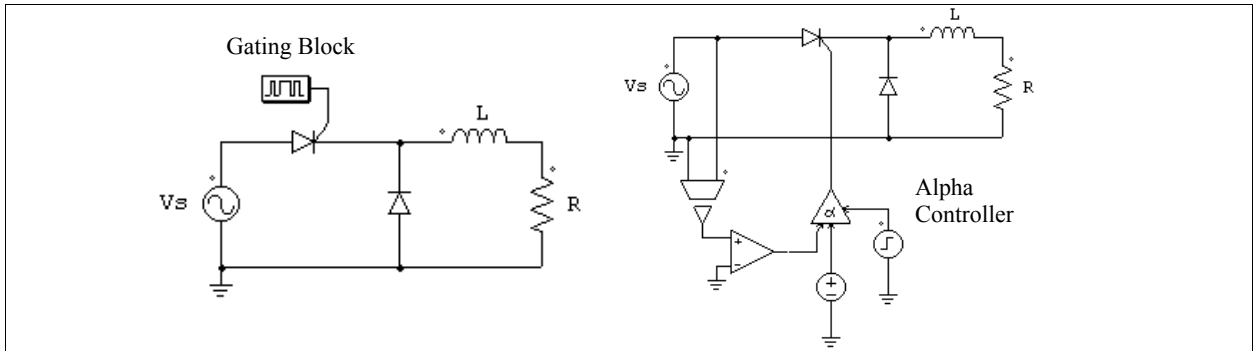 Gating Block
L
Vs
R
L
Vs
R
α
Alpha
Controller